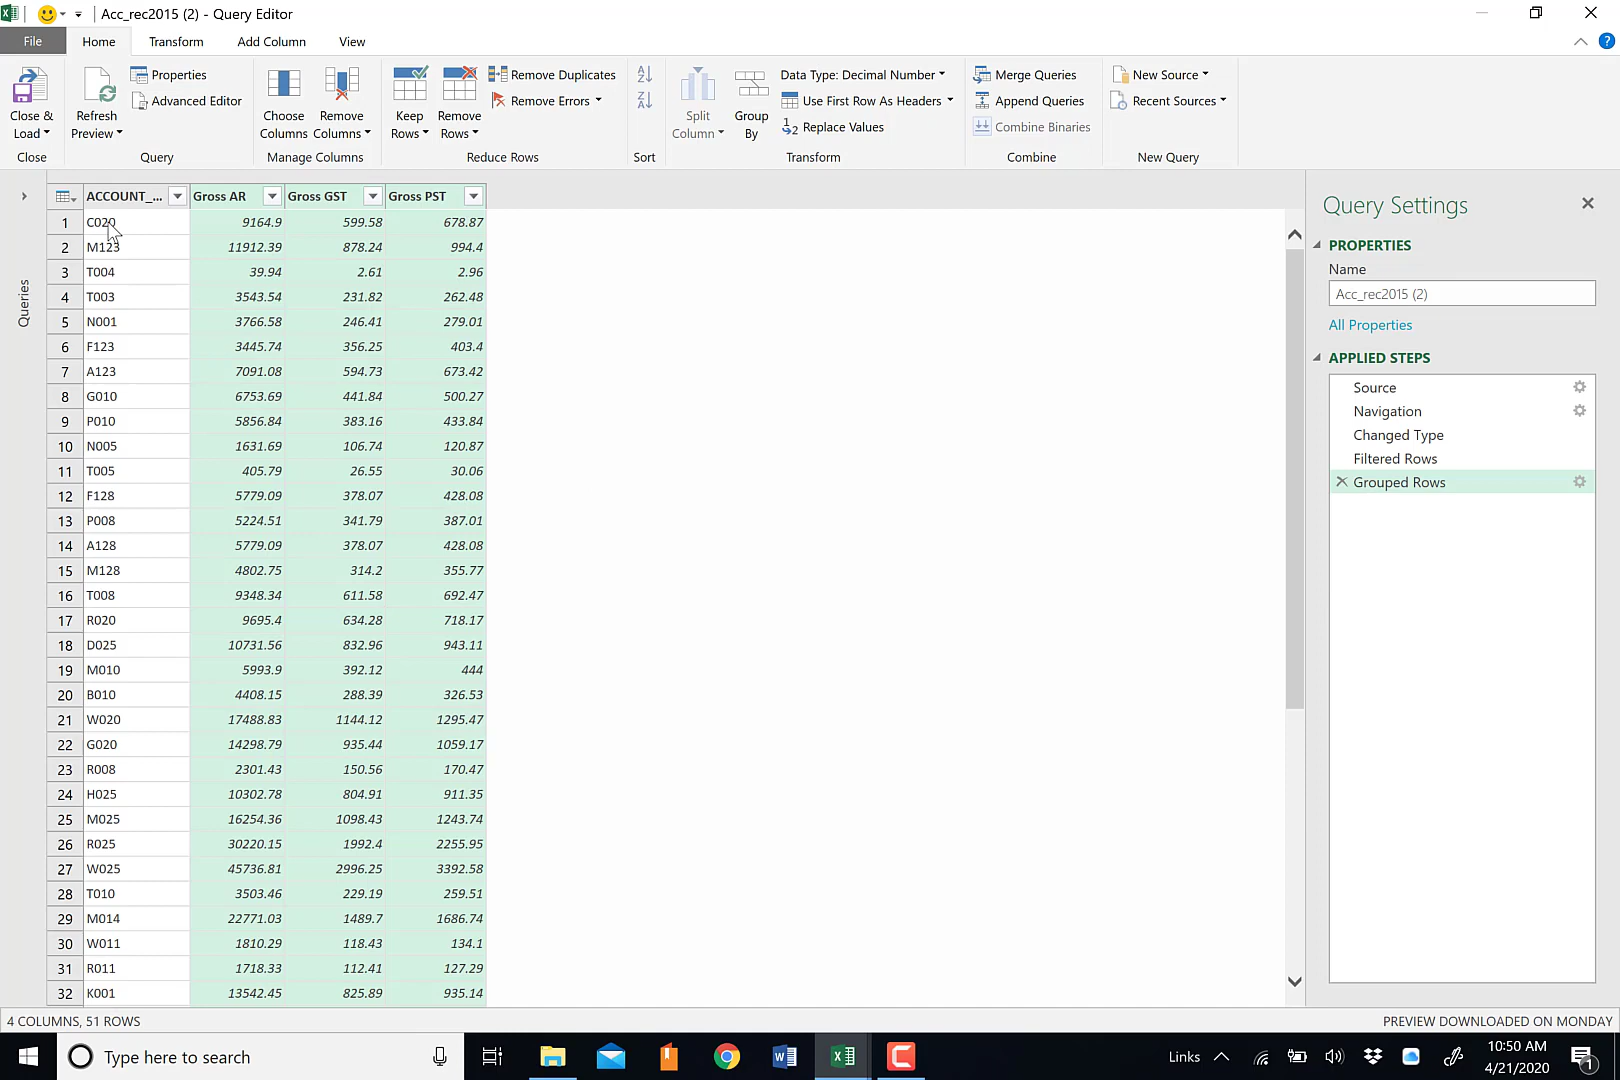 Acc_rec2015 (2) - Query Editor
File Home Transform Add Column View
Close & Load
Refresh Preview
Properties
Advanced Editor
Choose Columns
Remove Columns
Keep Rows
Remove Rows
Remove Duplicates
Remove Errors
Split Column
Group By
Data Type: Decimal Number
Use First Row As Headers
Replace Values
Merge Queries
Append Queries
Combine Binaries
New Source
Recent Sources
Close Query Manage Columns Reduce Rows Sort Transform Combine New Query
Queries
ACCOUNT_... Gross AR Gross GST Gross PST
1 C020 9164.9 599.58 678.87
2 M123 11912.39 878.24 994.4
3 T004 39.94 2.61 2.96
4 T003 3543.54 231.82 262.48
5 N001 3766.58 246.41 279.01
6 F123 3445.74 356.25 403.4
7 A123 7091.08 594.73 673.42
8 G010 6753.69 441.84 500.27
9 P010 5856.84 383.16 433.84
10 N005 1631.69 106.74 120.87
11 T005 405.79 26.55 30.06
12 F128 5779.09 378.07 428.08
13 P008 5224.51 341.79 387.01
14 A128 5779.09 378.07 428.08
15 M128 4802.75 314.2 355.77
16 T008 9348.34 611.58 692.47
17 R020 9695.4 634.28 718.17
18 D025 10731.56 832.96 943.11
19 M010 5993.9 392.12 444
20 B010 4408.15 288.39 326.53
21 W020 17488.83 1144.12 1295.47
22 G020 14298.79 935.44 1059.17
23 R008 2301.43 150.56 170.47
24 H025 10302.78 804.91 911.35
25 M025 16254.36 1098.43 1243.74
26 R025 30220.15 1992.4 2255.95
27 W025 45736.81 2996.25 3392.58
28 T010 3503.46 229.19 259.51
29 M014 22771.03 1489.7 1686.74
30 W011 1810.29 118.43 134.1
31 R011 1718.33 112.41 127.29
32 K001 13542.45 825.89 935.14
Query Settings
PROPERTIES
Name
Acc_rec2015 (2)
All Properties
APPLIED STEPS
Source
Navigation
Changed Type
Filtered Rows
Grouped Rows
4 COLUMNS, 51 ROWS
PREVIEW DOWNLOADED ON MONDAY
Type here to search
Links
10:50 AM
4/21/2020
1